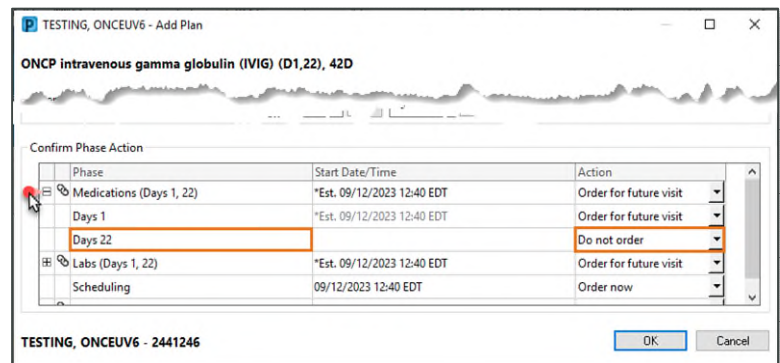 P TESTING, ONCEUV6 - Add Plan
ONCP intravenous gamma globulin (IVIG) (D1,22), 42D
Confirm Phase Action
Phase Start Date/Time Action
Medications (Days 1, 22) *Est. 09/12/2023 12:40 EDT Order for future visit
Days 1 *Est. 09/12/2023 12:40 EDT Order for future visit
Days 22 Do not order
Labs (Days 1, 22) *Est. 09/12/2023 12:40 EDT Order for future visit
Scheduling 09/12/2023 12:40 EDT Order now
TESTING, ONCEUV6 - 2441246 OK Cancel